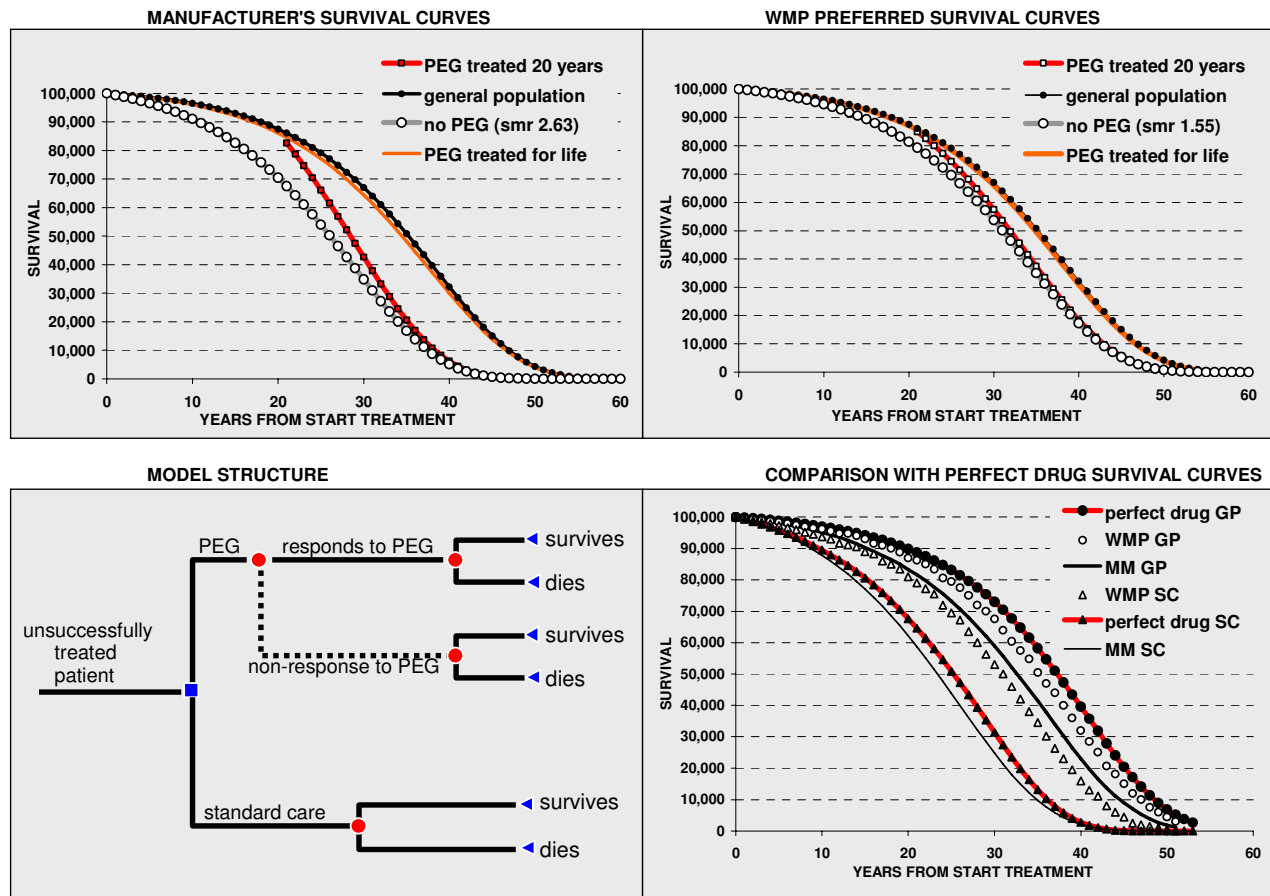 MANUFACTURER'S SURVIVAL CURVES
PEG treated 20 years
general population
no PEG (smr 2.63)
PEG treated for life
100,000
90,000
80,000
70,000
60,000
50,000
40,000
30,000
20,000
10,000
0
SURVIVAL
0 10 20 30 40 50 60
YEARS FROM START TREATMENT
WMP PREFERRED SURVIVAL CURVES
PEG treated 20 years
general population
no PEG (smr 1.55)
PEG treated for life
100,000
90,000
80,000
70,000
60,000
50,000
40,000
30,000
20,000
10,000
0
SURVIVAL
0 10 20 30 40 50 60
YEARS FROM START TREATMENT
MODEL STRUCTURE
PEG
responds to PEG
survives
dies
non-response to PEG
survives
dies
unsuccessfully
treated
patient
standard care
survives
dies
COMPARISON WITH PERFECT DRUG SURVIVAL CURVES
perfect drug GP
WMP GP
MM GP
WMP SC
perfect drug SC
MM SC
100,000
90,000
80,000
70,000
60,000
50,000
40,000
30,000
20,000
10,000
0
SURVIVAL
0 10 20 30 40 50 60
YEARS FROM START TREATMENT